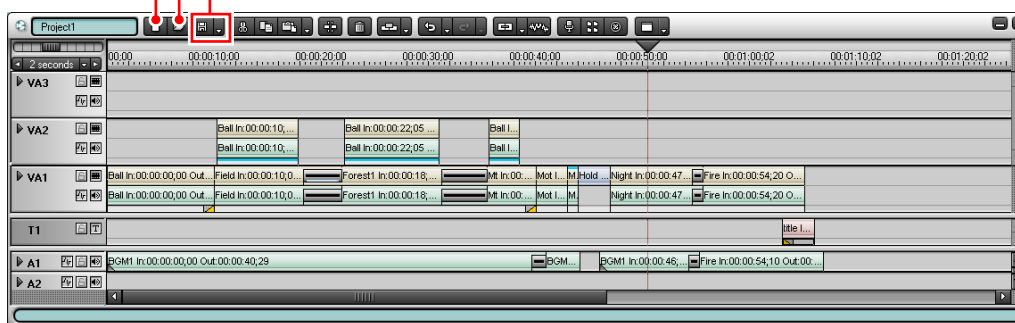 Project1
2 seconds
00:00 00:00:10;00 00:00:20;00 00:00:30;00 00:00:40;00 00:00:50;00 00:01:00;02 00:01:10;02 00:01:20;02
VA3
VA2
Ball In:00:00:10;... Ball In:00:00:22;05 ... Ball I...
Ball In:00:00:10;... Ball In:00:00:22;05 ... Ball I...
VA1
Ball In:00:00:00;00 Out... Field In:00:00:10;0... Forest1 In:00:00:18;... Mt In:00:... Mot I... M. Hold ... Night In:00:00:47... Fire In:00:00:54;20 O...
Ball In:00:00:00;00 Out... Field In:00:00:10;0... Forest1 In:00:00:18;... Mt In:00:... Mot I... M. Night In:00:00:47... Fire In:00:00:54;20 O...
T1 T title I...
A1 BGM1 In:00:00:00;00 Out:00:00:40;29 BGM... BGM1 In:00:00:46;... Fire In:00:00:54;10 Out:00:...
A2